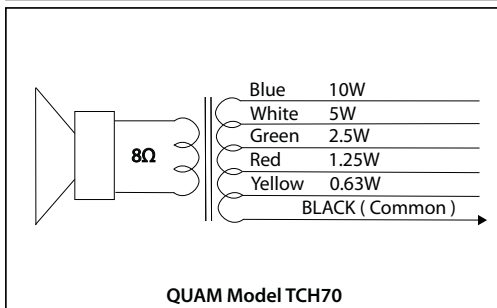 Blue 10W
White 5W
Green 2.5W
8Ω
Red 1.25W
Yellow 0.63W
BLACK ( Common )
QUAM Model TCH70